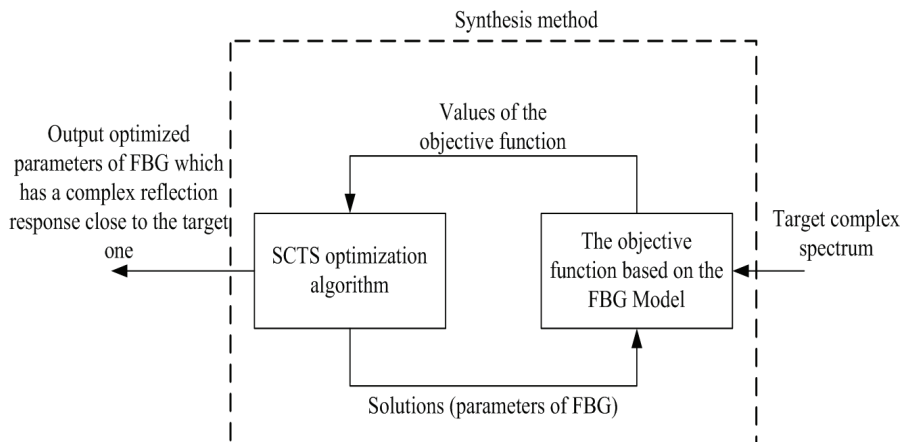 Synthesis method
Values of the
objective function
Output optimized
parameters of FBG which
has a complex reflection
response close to the target
one
SCTS optimization
algorithm
The objective
function based on the
FBG Model
Target complex
spectrum
Solutions (parameters of FBG)